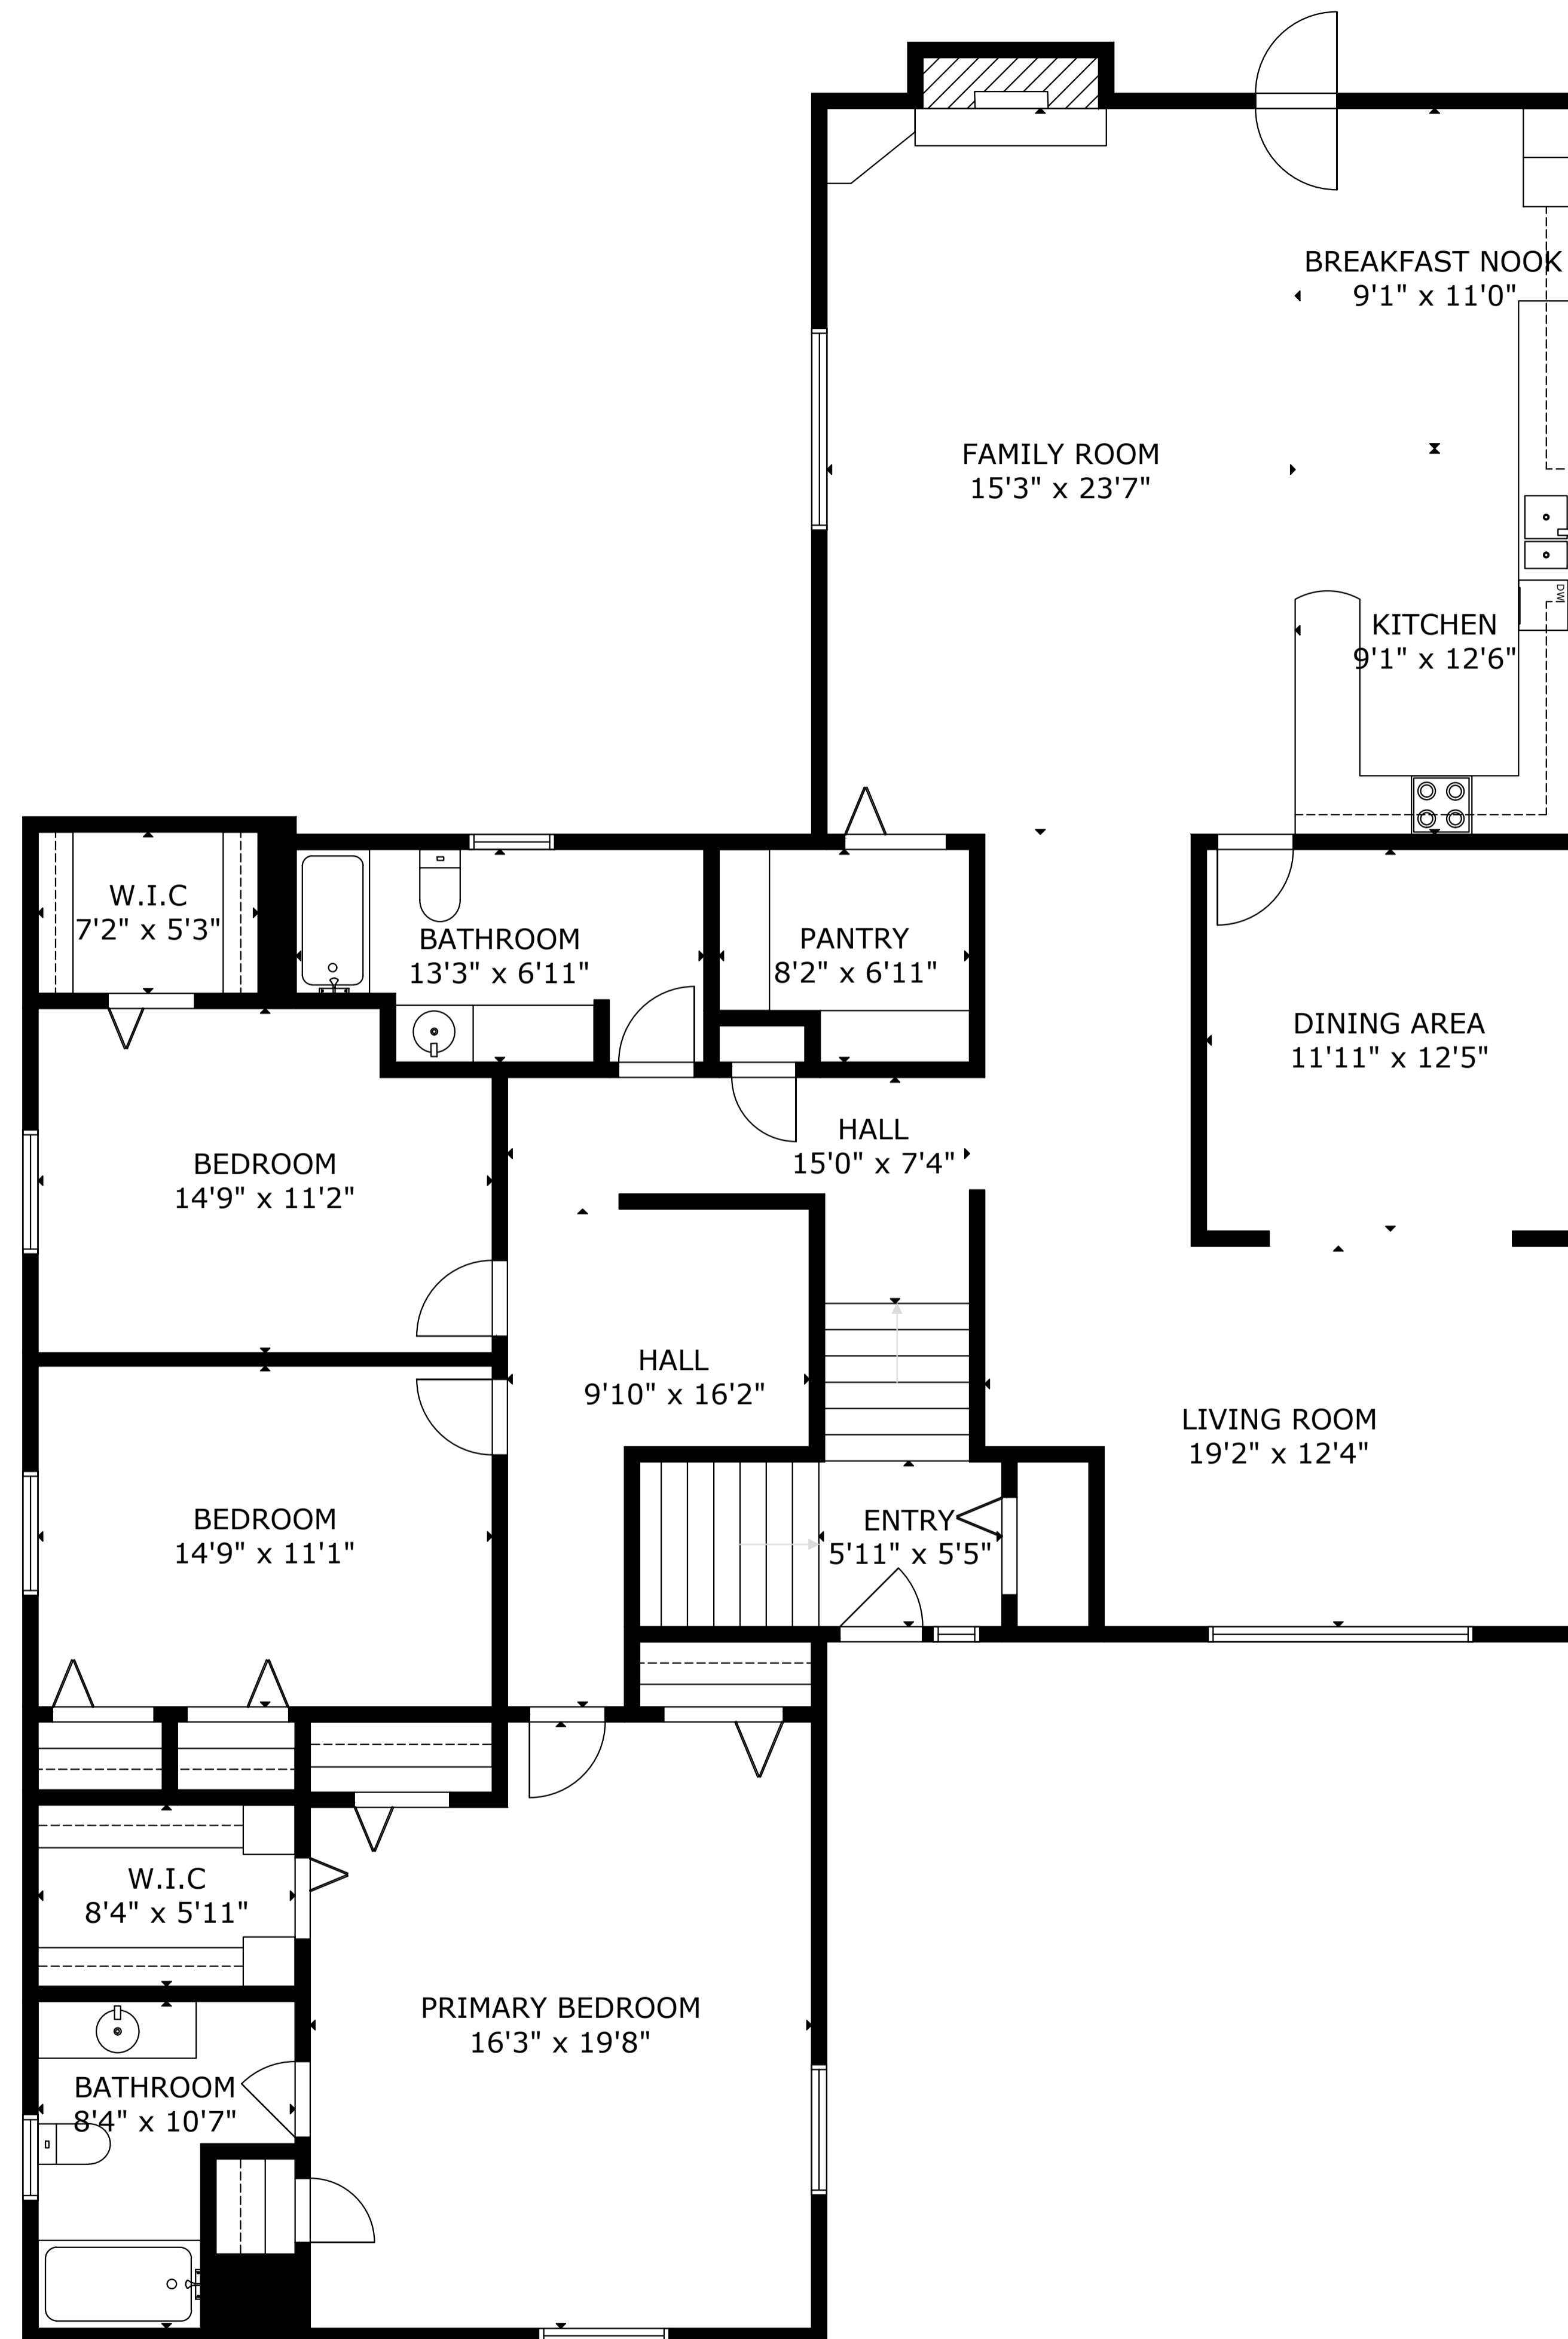 BREAKFAST NOOK
9'1" x 11'0"
FAMILY ROOM
15'3" x 23'7"
DW
KITCHEN
9'1" x 12'6"
W.I.C
7'2" x 5'3"
BATHROOM
13'3" x 6'11"
PANTRY
8'2" x 6'11"
DINING AREA
11'11" x 12'5"
HALL
15'0" x 7'4"
BEDROOM
14'9" x 11'2"
HALL
9'10" x 16'2"
LIVING ROOM
19'2" x 12'4"
BEDROOM
14'9" x 11'1"
ENTRY
5'11" x 5'5"
W.I.C
8'4" x 5'11"
PRIMARY BEDROOM
16'3" x 19'8"
BATHROOM
8'4" x 10'7"